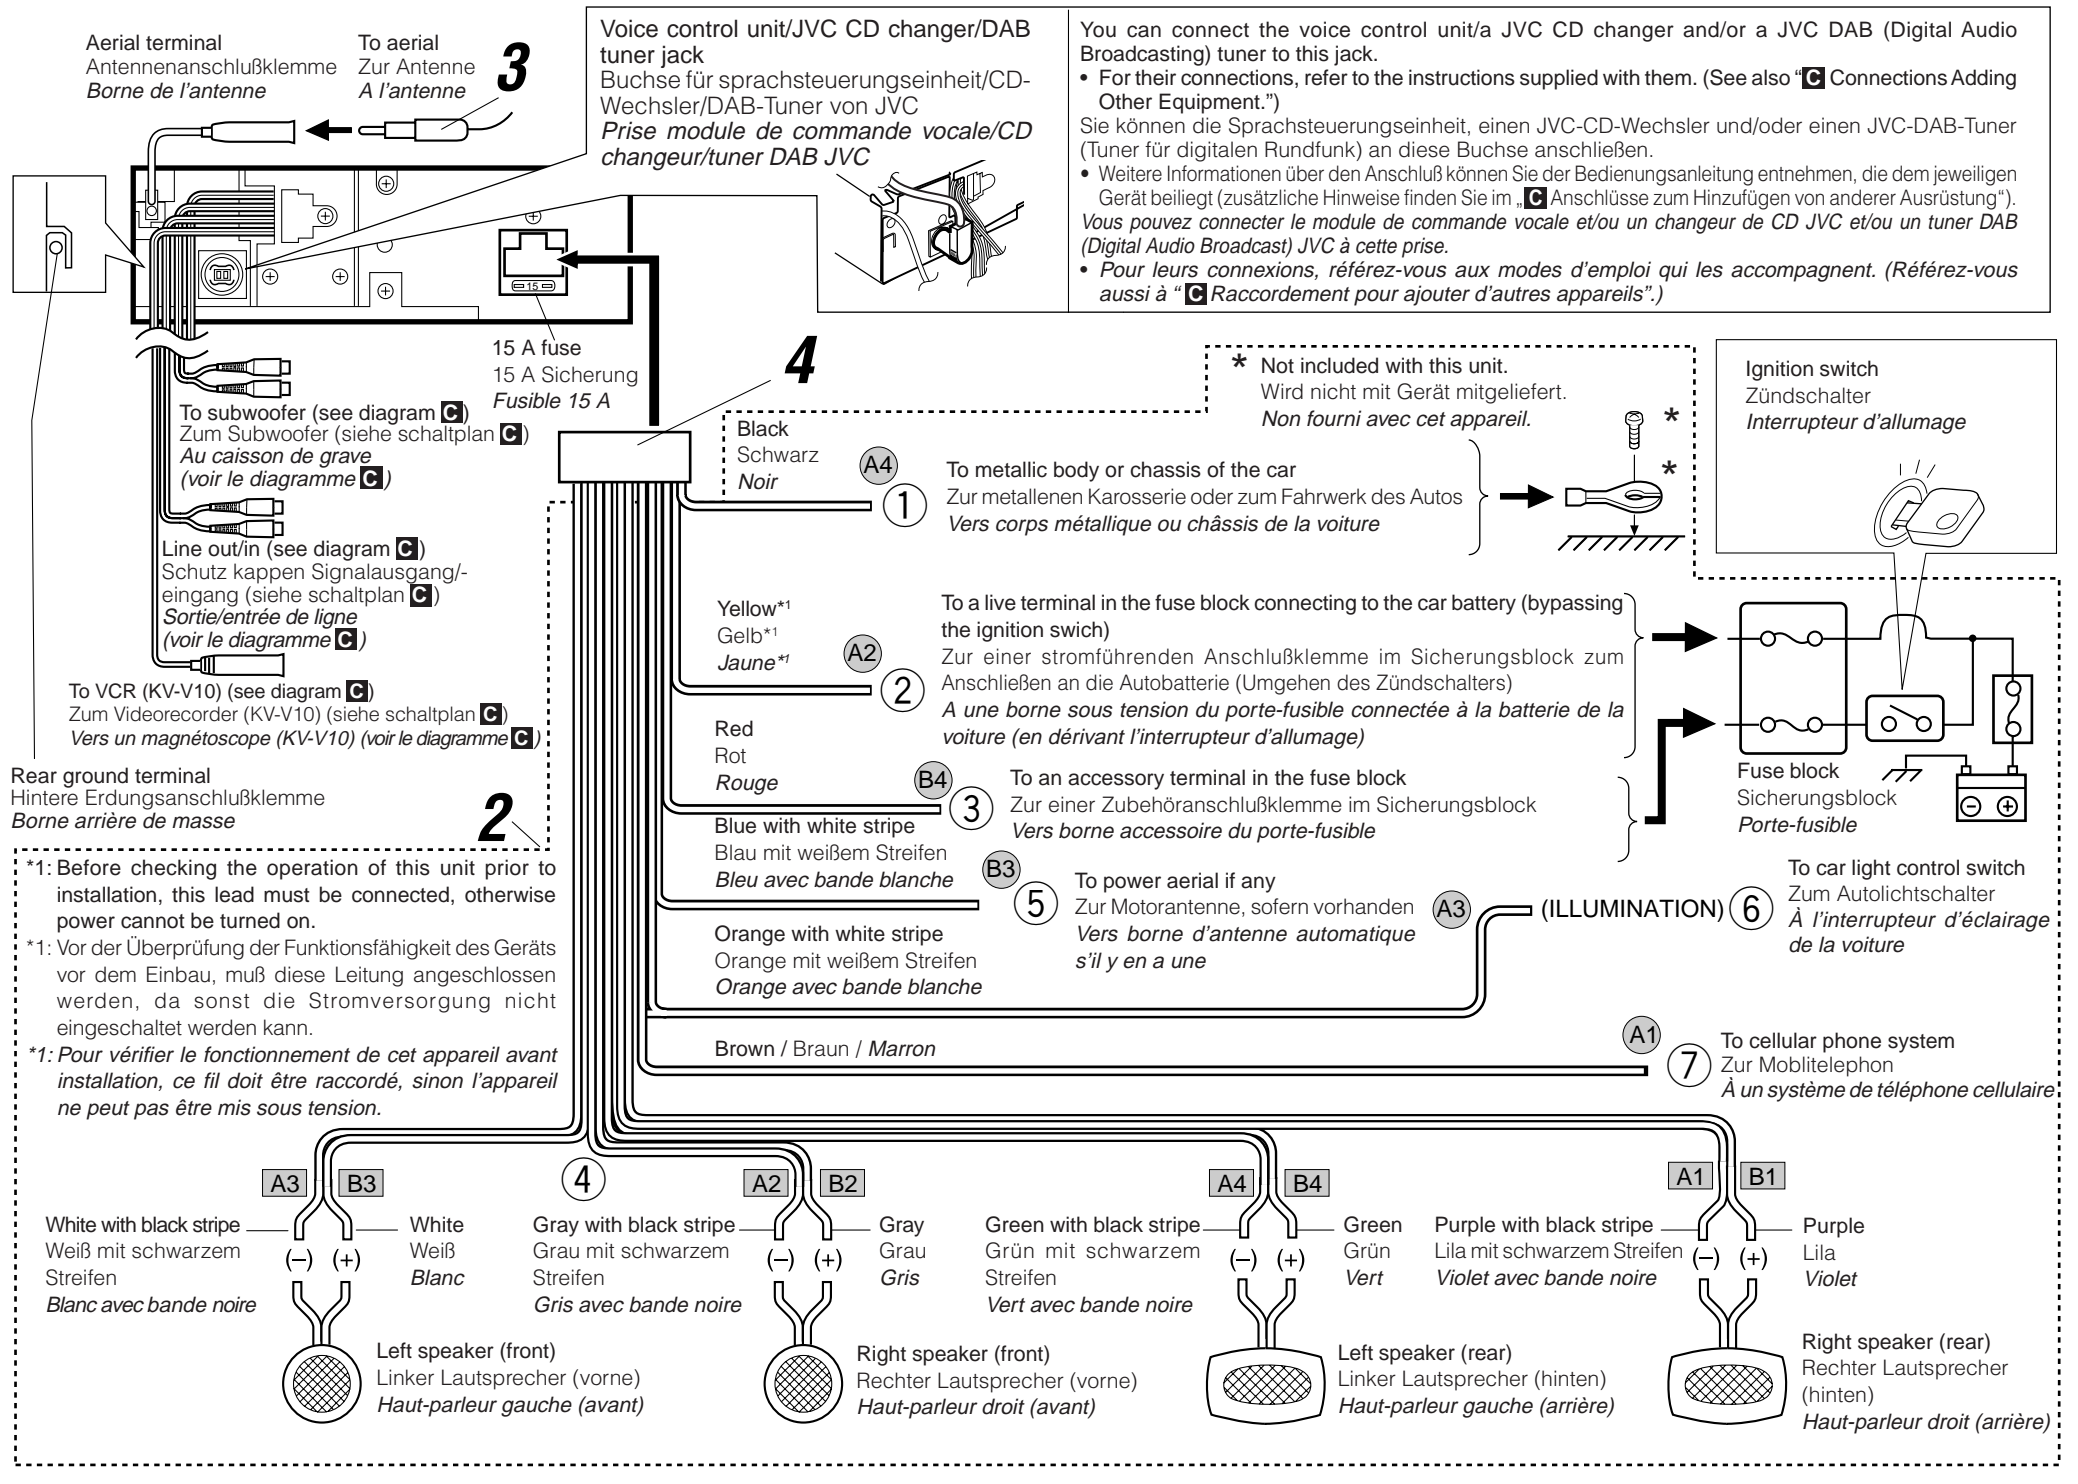 Aerial terminal
Antennenanschlußklemme
Borne de l'antenne
To aerial
Zur Antenne
A l'antenne
3
Voice control unit/JVC CD changer/DAB
tuner jack
Buchse für sprachsteuerungseinheit/CD-
Wechsler/DAB-Tuner von JVC
Prise module de commande vocale/CD
changeur/tuner DAB JVC
You can connect the voice control unit/a JVC CD changer and/or a JVC DAB (Digital Audio
Broadcasting) tuner to this jack.
• For their connections, refer to the instructions supplied with them. (See also “C Connections Adding
Other Equipment.”)
Sie können die Sprachsteuerungseinheit, einen JVC-CD-Wechsler und/oder einen JVC-DAB-Tuner
(Tuner für digitalen Rundfunk) an diese Buchse anschließen.
• Weitere Informationen über den Anschluß können Sie der Bedienungsanleitung entnehmen, die dem jeweiligen
Gerät beiliegt (zusätzliche Hinweise finden Sie im „C Anschlüsse zum Hinzufügen von anderer Ausrüstung“).
Vous pouvez connecter le module de commande vocale et/ou un changeur de CD JVC et/ou un tuner DAB
(Digital Audio Broadcast) JVC à cette prise.
• Pour leurs connexions, référez-vous aux modes d'emploi qui les accompagnent. (Référez-vous
aussi à “ C Raccordement pour ajouter d'autres appareils”.)
15
15 A fuse
15 A Sicherung
Fusible 15 A
4
To subwoofer (see diagram C)
Zum Subwoofer (siehe schaltplan C)
Au caisson de grave
(voir le diagramme C)
Line out/in (see diagram C)
Schutz kappen Signalausgang/-
eingang (siehe schaltplan C)
Sortie/entrée de ligne
(voir le diagramme C)
To VCR (KV-V10) (see diagram C)
Zum Videorecorder (KV-V10) (siehe schaltplan C)
Vers un magnétoscope (KV-V10) (voir le diagramme C)
Rear ground terminal
Hintere Erdungsanschlußklemme
Borne arrière de masse
2
* Not included with this unit.
Wird nicht mit Gerät mitgeliefert.
Non fourni avec cet appareil.
*
*
Ignition switch
Zündschalter
Interrupteur d'allumage
Black
Schwarz
Noir
A4
1
To metallic body or chassis of the car
Zur metallenen Karosserie oder zum Fahrwerk des Autos
Vers corps métallique ou châssis de la voiture
Yellow*1
Gelb*1
Jaune*1
A2
2
To a live terminal in the fuse block connecting to the car battery (bypassing
the ignition swich)
Zur einer stromführenden Anschlußklemme im Sicherungsblock zum
Anschließen an die Autobatterie (Umgehen des Zündschalters)
A une borne sous tension du porte-fusible connectée à la batterie de la
voiture (en dérivant l'interrupteur d'allumage)
Red
Rot
Rouge
B4
3
To an accessory terminal in the fuse block
Zur einer Zubehöranschlußklemme im Sicherungsblock
Vers borne accessoire du porte-fusible
Fuse block
Sicherungsblock
Porte-fusible
Blue with white stripe
Blau mit weißem Streifen
Bleu avec bande blanche
B3
5
To power aerial if any
Zur Motorantenne, sofern vorhanden
Vers borne d'antenne automatique
s'il y en a une
Orange with white stripe
Orange mit weißem Streifen
Orange avec bande blanche
A3
(ILLUMINATION)
6
To car light control switch
Zum Autolichtschalter
À l'interrupteur d'éclairage
de la voiture
Brown / Braun / Marron
A1
7
To cellular phone system
Zur Moblitelephon
À un système de téléphone cellulaire
*1: Before checking the operation of this unit prior to
installation, this lead must be connected, otherwise
power cannot be turned on.
*1: Vor der Überprüfung der Funktionsfähigkeit des Geräts
vor dem Einbau, muß diese Leitung angeschlossen
werden, da sonst die Stromversorgung nicht
eingeschaltet werden kann.
*1: Pour vérifier le fonctionnement de cet appareil avant
installation, ce fil doit être raccordé, sinon l'appareil
ne peut pas être mis sous tension.
A3 B3
4
A2 B2
A4 B4
A1 B1
White with black stripe
Weiß mit schwarzem
Streifen
Blanc avec bande noire
(−) (+)
White
Weiß
Blanc
Gray with black stripe
Grau mit schwarzem
Streifen
Gris avec bande noire
(−) (+)
Gray
Grau
Gris
Green with black stripe
Grün mit schwarzem
Streifen
Vert avec bande noire
(−) (+)
Green
Grün
Vert
Purple with black stripe
Lila mit schwarzem Streifen
Violet avec bande noire
(−) (+)
Purple
Lila
Violet
Left speaker (front)
Linker Lautsprecher (vorne)
Haut-parleur gauche (avant)
Right speaker (front)
Rechter Lautsprecher (vorne)
Haut-parleur droit (avant)
Left speaker (rear)
Linker Lautsprecher (hinten)
Haut-parleur gauche (arrière)
Right speaker (rear)
Rechter Lautsprecher
(hinten)
Haut-parleur droit (arrière)